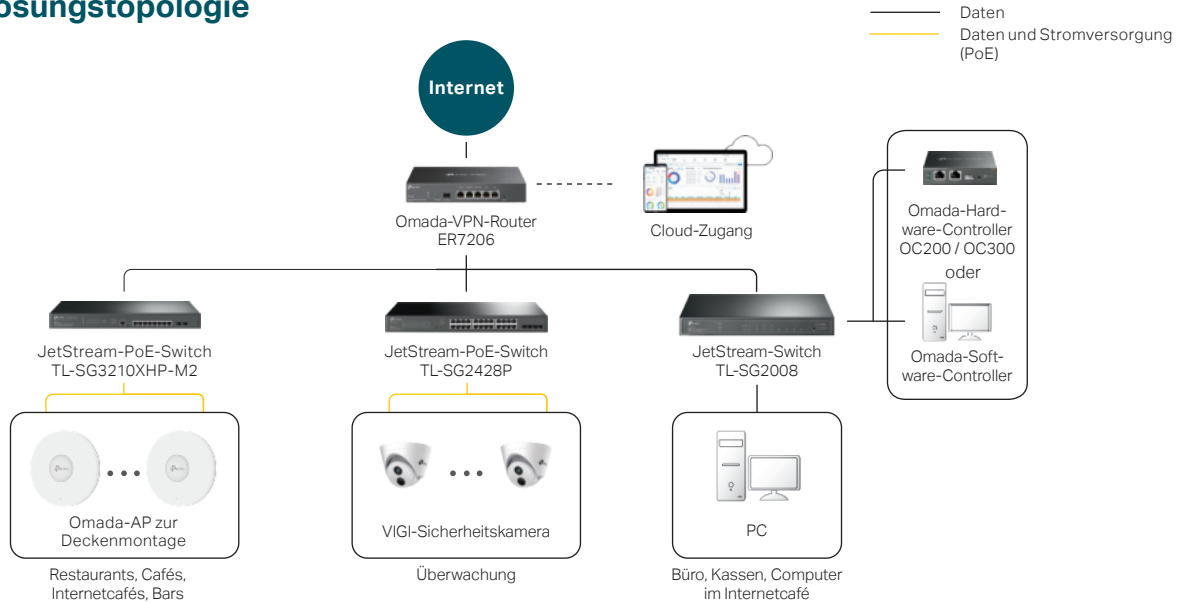 ösungstopologie
Daten
Daten und Stromversorgung
(PoE)
Internet
Omada-VPN-Router
ER7206
Cloud-Zugang
Omada-Hard-
ware-Controller
OC200 / OC300
oder
Omada-Soft-
ware-Controller
JetStream-PoE-Switch
TL-SG3210XHP-M2
JetStream-PoE-Switch
TL-SG2428P
JetStream-Switch
TL-SG2008
Omada-AP zur
Deckenmontage
VIGI-Sicherheitskamera
PC
Restaurants, Cafés,
Internetcafés, Bars
Überwachung
Büro, Kassen, Computer
im Internetcafé